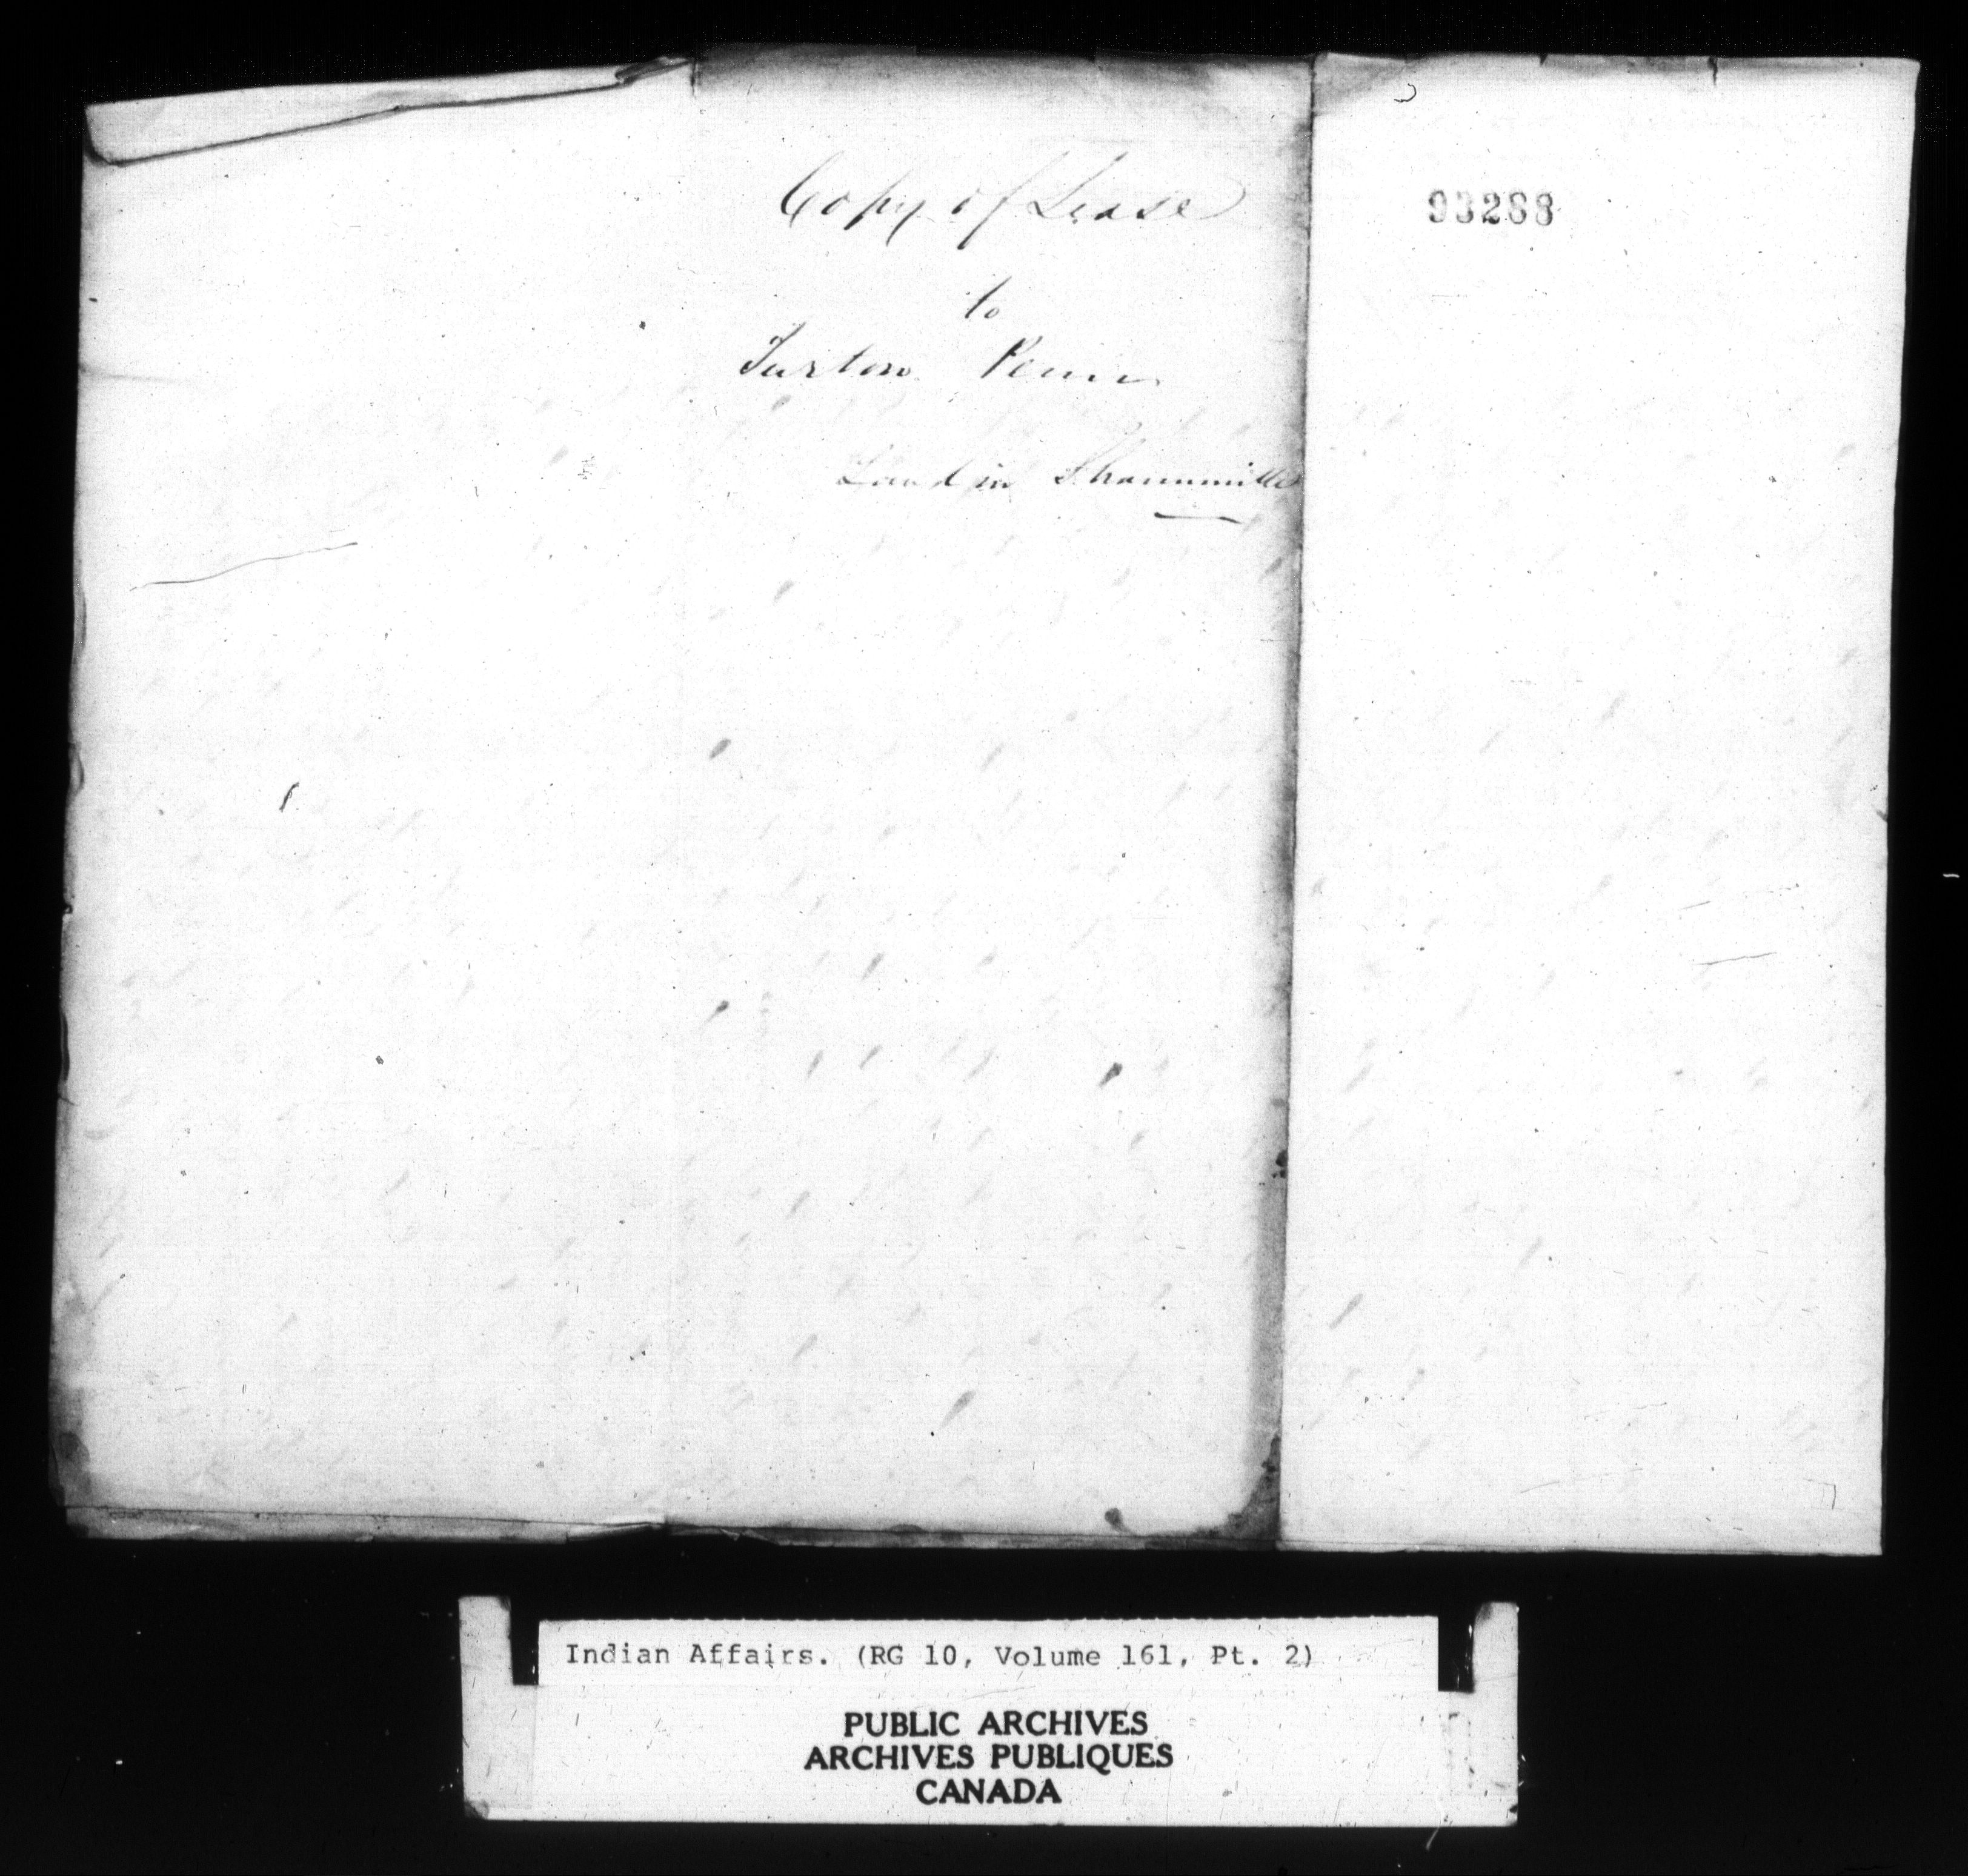 Copy of Lease
to
Turton Penn
Land in Thannville
93288
Indian Affairs. (RG 10, Volume 161, Pt. 2)
PUBLIC ARCHIVES
ARCHIVES PUBLIQUES
CANADA